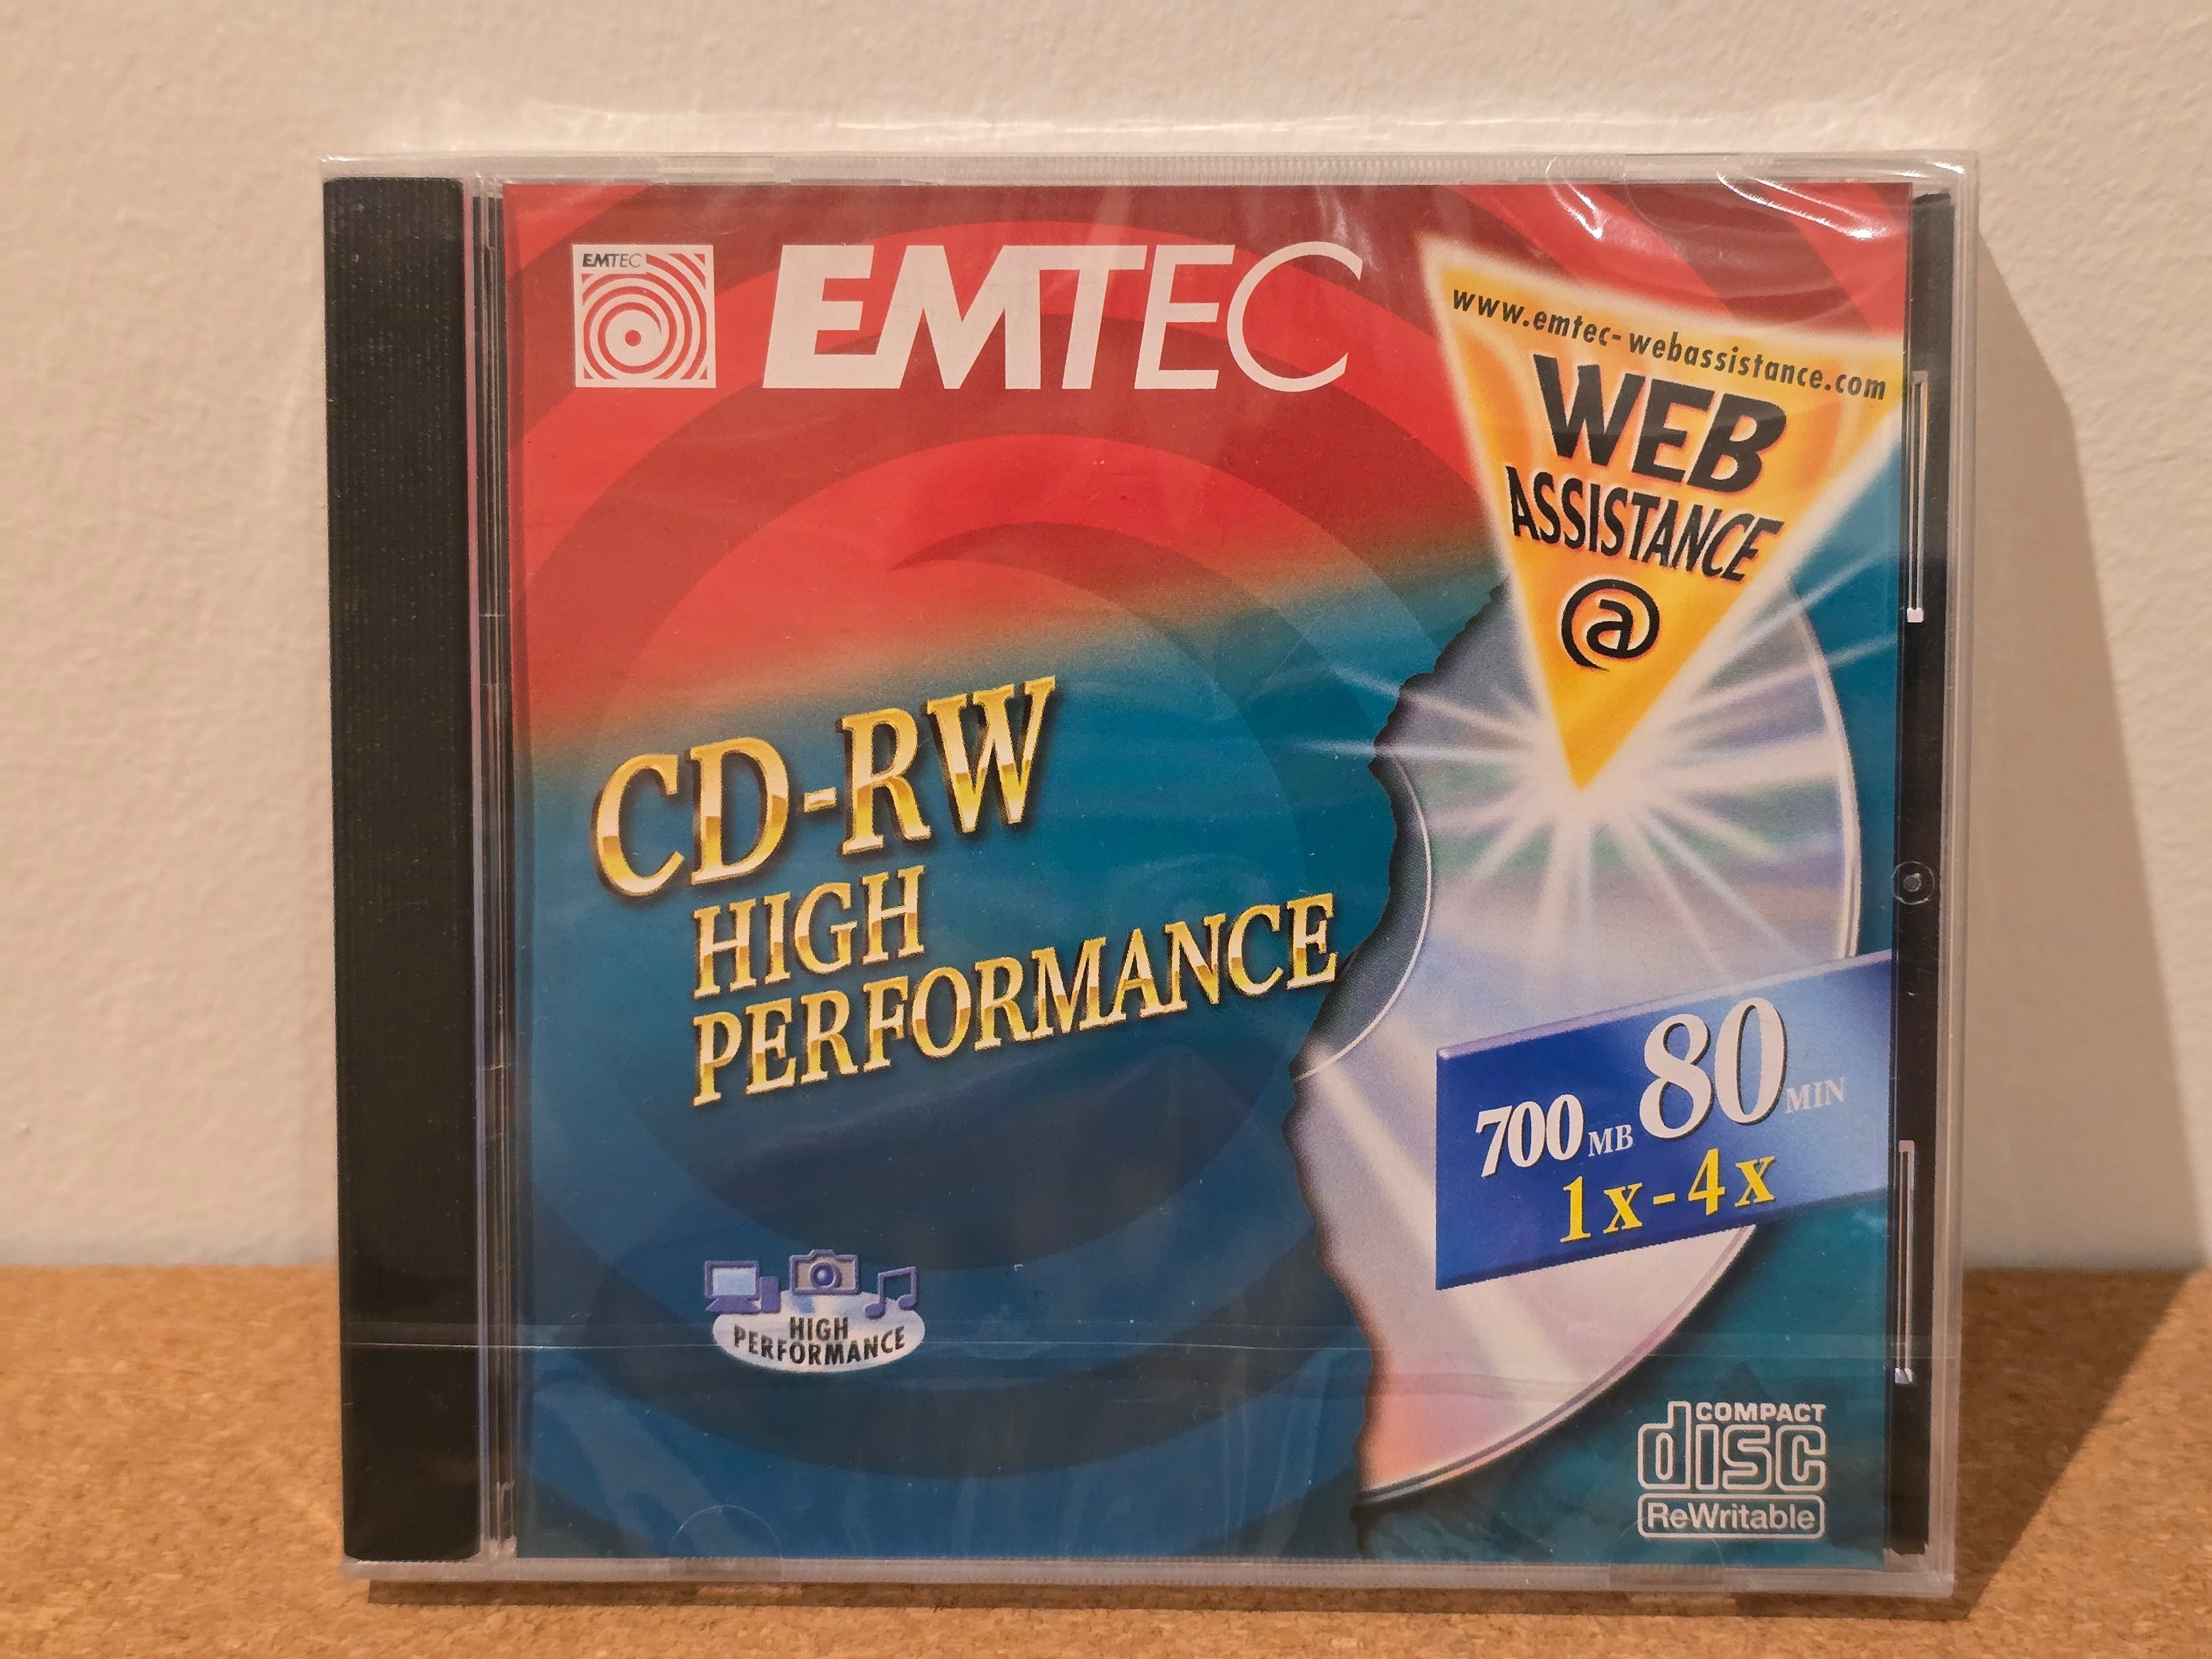 EMTEC
EMTEC
www.emtec-webassistance.com
WEB
ASSISTANCE
@
CD-RW
HIGH
PERFORMANCE
700 MB 80 MIN
1x-4x
HIGH
PERFORMANCE
COMPACT
disc
ReWritable